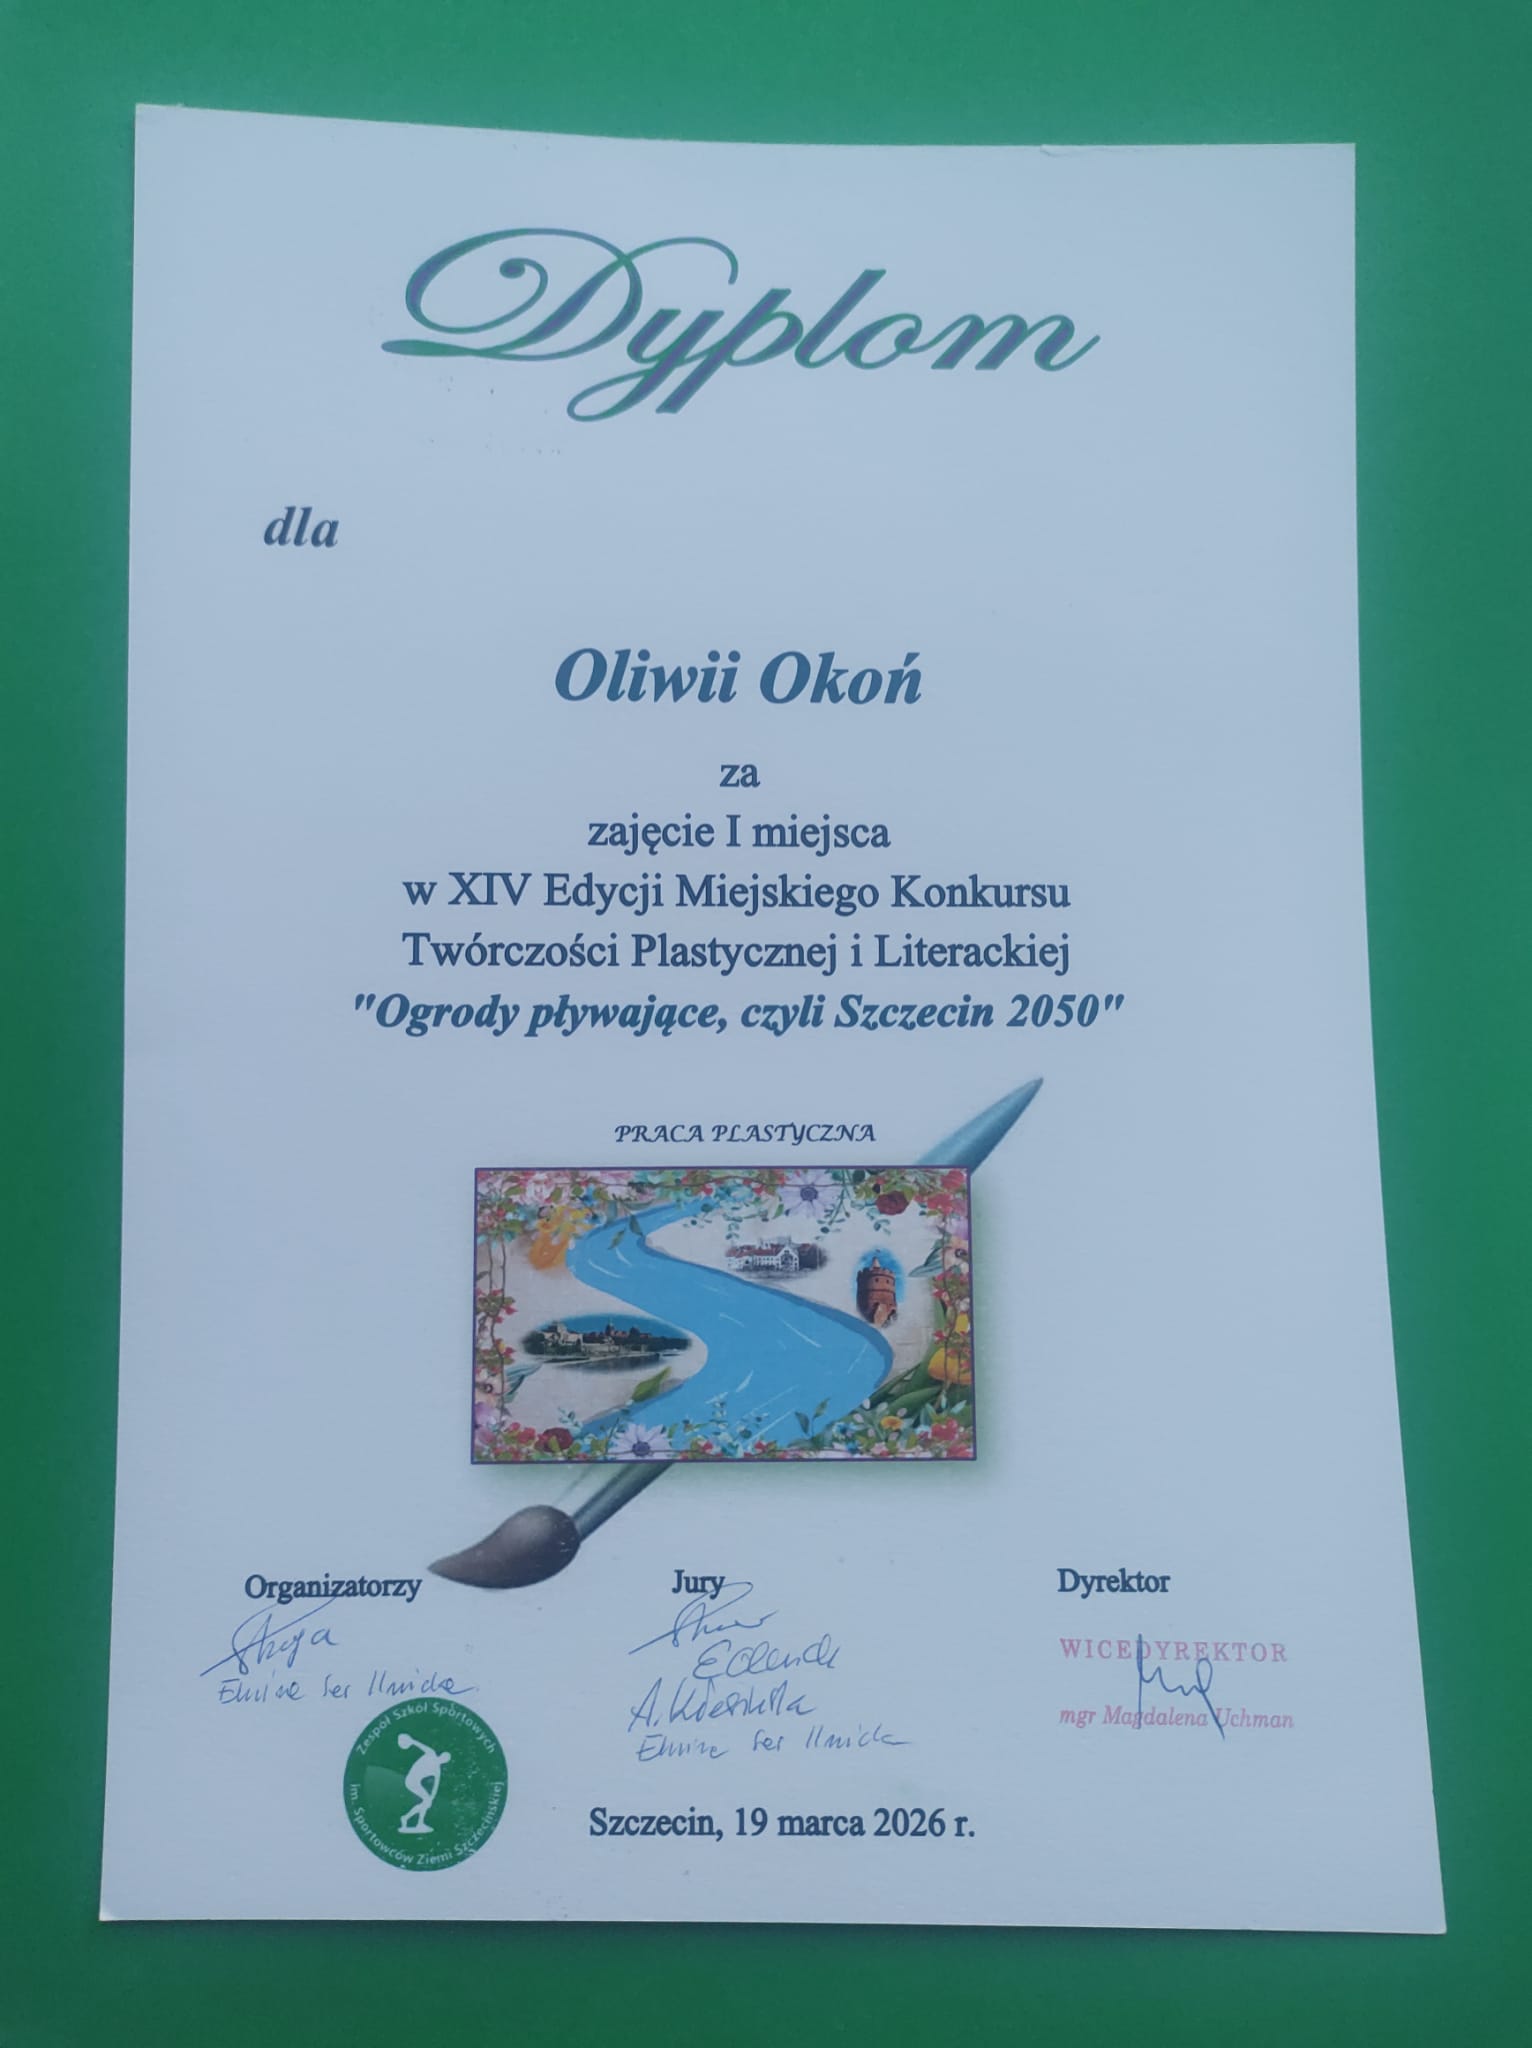 Dyplom
dla
Oliwii Okoń
za
zajęcie I miejsca
w XIV Edycji Miejskiego Konkursu
Twórczości Plastycznej i Literackiej
"Ogrody pływające, czyli Szczecin 2050"
PRACA PLASTYCZNA
Organizatorzy
Jury
Dyrektor
WICEDYREKTOR
mgr Magdalena Uchman
Zespół Szkół Sportowych
im. Sportowców Ziemi Szczecińskiej
Szczecin, 19 marca 2026 r.